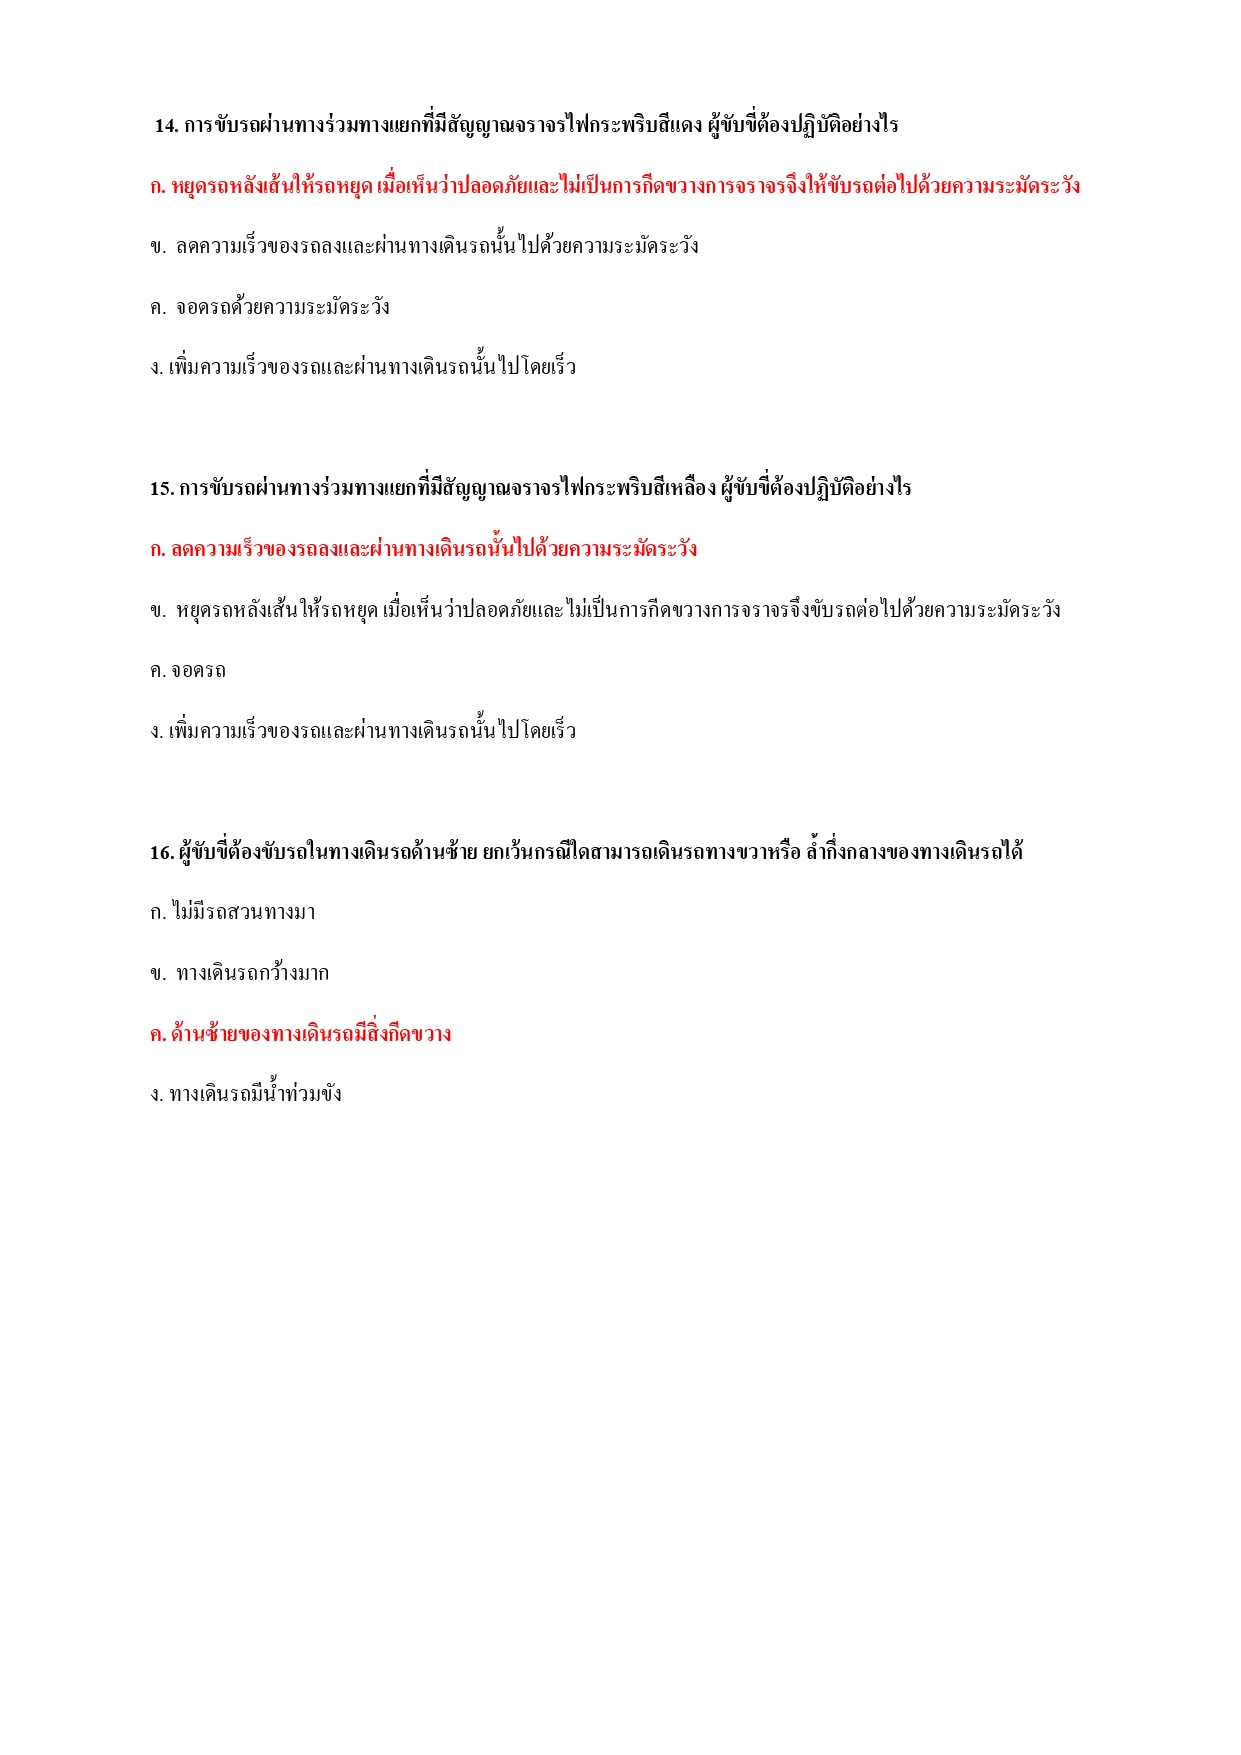 14. การขับรถผ่านทางร่วมทางแยกที่มีสัญญาณจราจรไฟกระพริบสีแดง ผู้ขับขี่ต้องปฏิบัติอย่างไร
ก. หยุดรถหลังเส้นให้รถหยุด เมื่อเห็นว่าปลอดภัยและไม่เป็นการกีดขวางการจราจรจึงให้ขับรถต่อไปด้วยความระมัดระวัง
ข. ลดความเร็วของรถลงและผ่านทางเดินรถนั้นไปด้วยความระมัดระวัง
ค. จอดรถด้วยความระมัดระวัง
ง. เพิ่มความเร็วของรถและผ่านทางเดินรถนั้นไปโดยเร็ว
15. การขับรถผ่านทางร่วมทางแยกที่มีสัญญาณจราจรไฟกระพริบสีเหลือง ผู้ขับขี่ต้องปฏิบัติอย่างไร
ก. ลดความเร็วของรถลงและผ่านทางเดินรถนั้นไปด้วยความระมัดระวัง
ข. หยุดรถหลังเส้นให้รถหยุด เมื่อเห็นว่าปลอดภัยและไม่เป็นการกีดขวางการจราจรจึงขับรถต่อไปด้วยความระมัดระวัง
ค. จอดรถ
ง. เพิ่มความเร็วของรถและผ่านทางเดินรถนั้นไปโดยเร็ว
16. ผู้ขับขี่ต้องขับรถในทางเดินรถด้านซ้าย ยกเว้นกรณีใดสามารถเดินรถทางขวาหรือ ล้ำกึ่งกลางของทางเดินรถได้
ก. ไม่มีรถสวนทางมา
ข. ทางเดินรถกว้างมาก
ค. ด้านซ้ายของทางเดินรถมีสิ่งกีดขวาง
ง. ทางเดินรถมีน้ำท่วมขัง